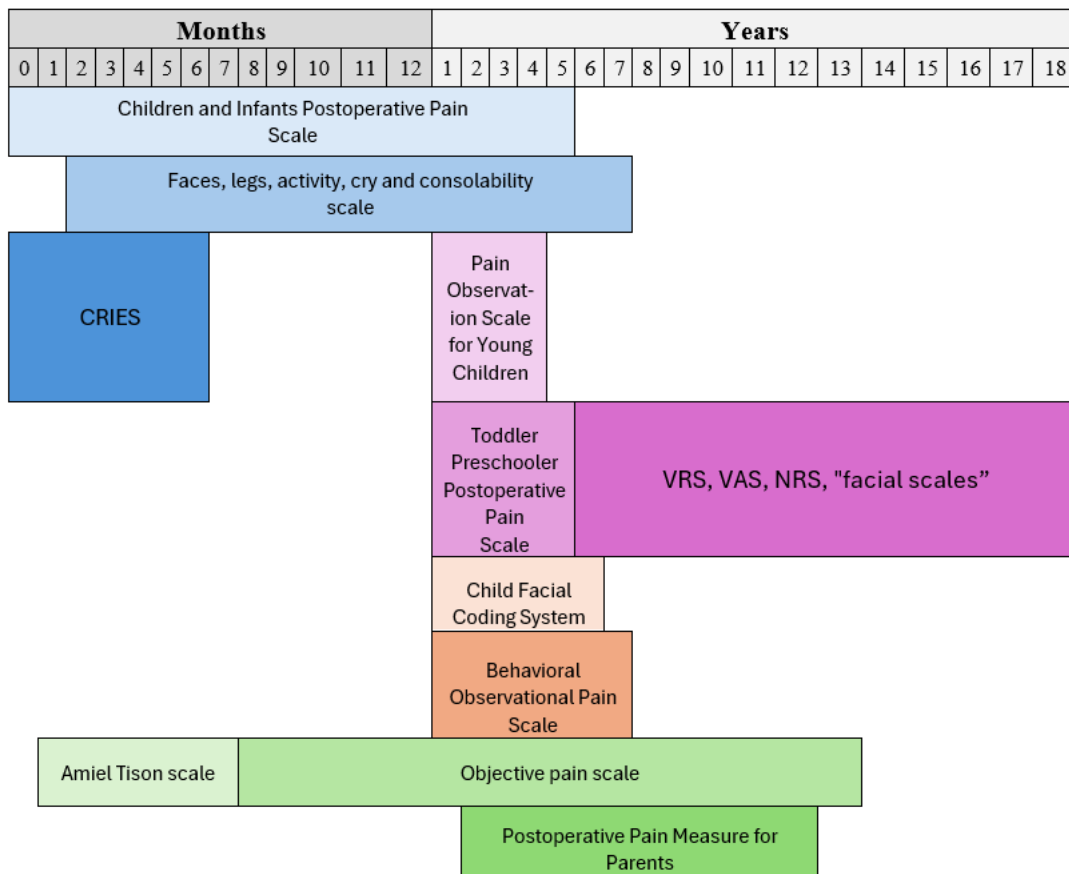 Months Years
0 1 2 3 4 5 6 7 8 9 10 11 12 1 2 3 4 5 6 7 8 9 10 11 12 13 14 15 16 17 18
Children and Infants Postoperative Pain
Scale
Faces, legs, activity, cry and consolability
scale
CRIES
Pain
Observat-
ion Scale
for Young
Children
Toddler
Preschooler
Postoperative
Pain
Scale
VRS, VAS, NRS, "facial scales”
Child Facial
Coding System
Behavioral
Observational Pain
Scale
Amiel Tison scale
Objective pain scale
Postoperative Pain Measure for
Parents